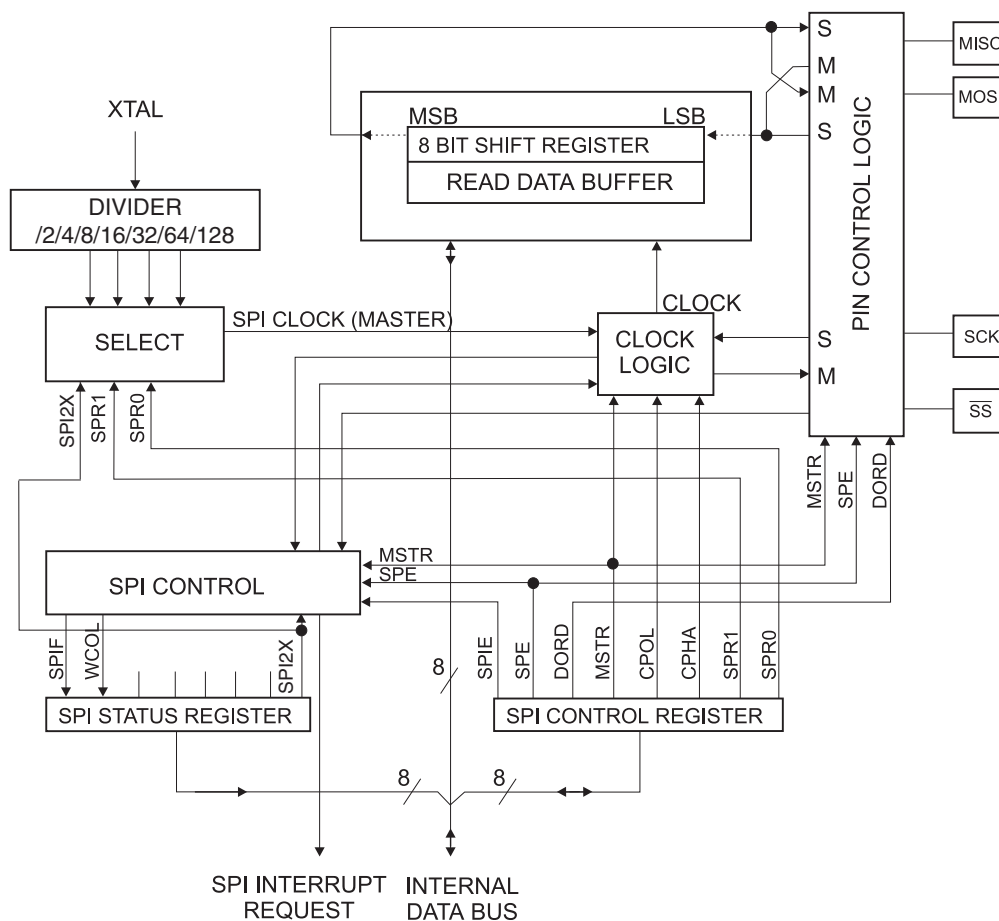 S
MISO
M
MSB
LSB
M
MOSI
XTAL
S
8 BIT SHIFT REGISTER
READ DATA BUFFER
DIVIDER
/2/4/8/16/32/64/128
PIN CONTROL LOGIC
CLOCK
SPI CLOCK (MASTER)
SELECT
CLOCK
LOGIC
S
SCK
M
SS
SPI2X
SPR1
SPR0
MSTR
SPE
DORD
MSTR
SPE
SPI CONTROL
SPIF
WCOL
SPI2X
SPIE
SPE
DORD
MSTR
CPOL
CPHA
SPR1
SPR0
8
SPI STATUS REGISTER
SPI CONTROL REGISTER
8
8
SPI INTERRUPT
REQUEST
INTERNAL
DATA BUS